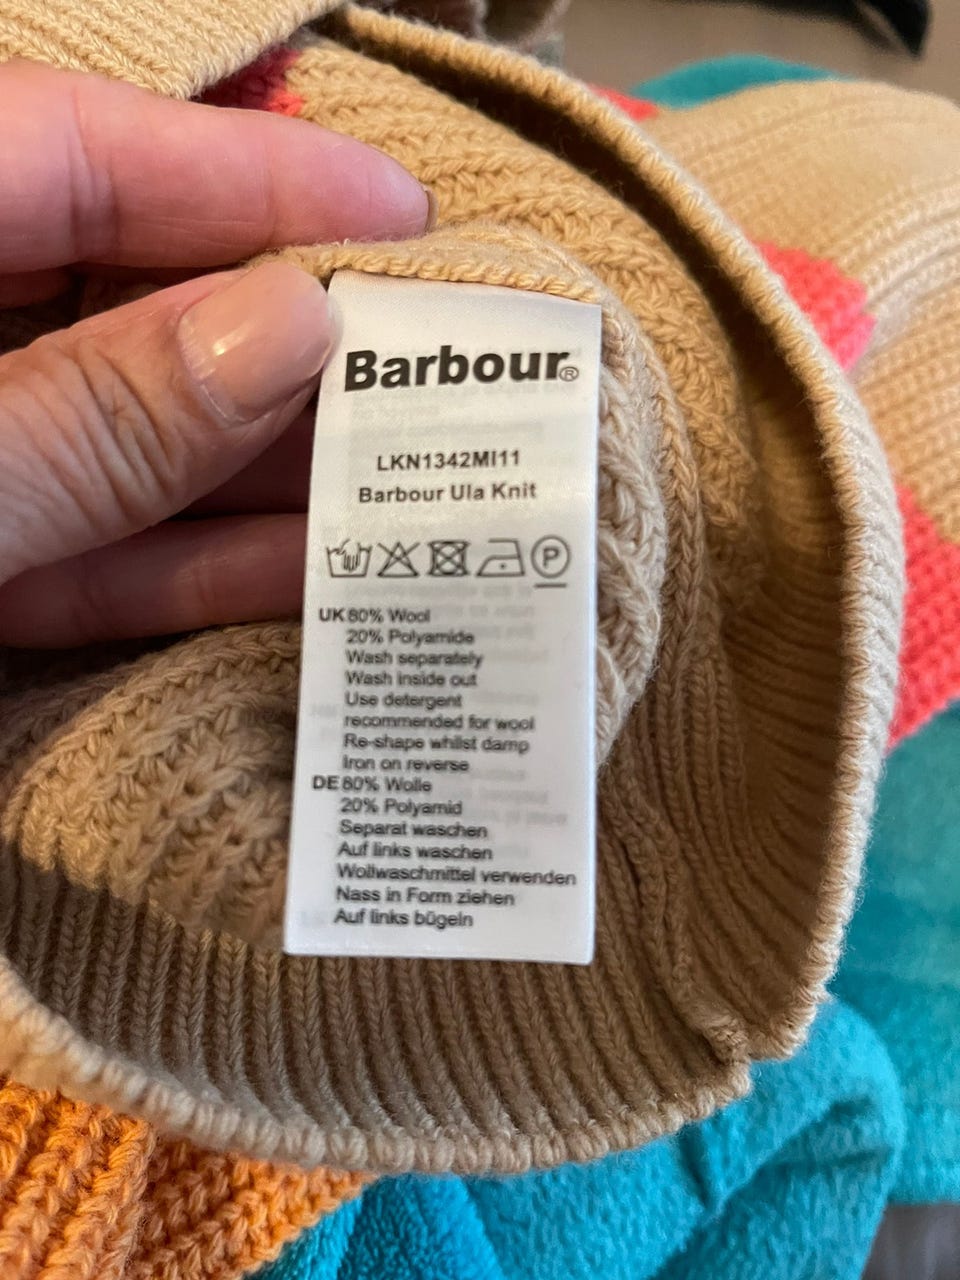 Barbour®
LKN1342MI11
Barbour Ula Knit
P
UK 80% Wool
20% Polyamide
Wash separately
Wash inside out
Use detergent
recommended for wool
Re-shape whilst damp
Iron on reverse
DE 80% Wolle
20% Polyamid
Separat waschen
Auf links waschen
Wollwaschmittel verwenden
Nass in Form ziehen
Auf links bügeln